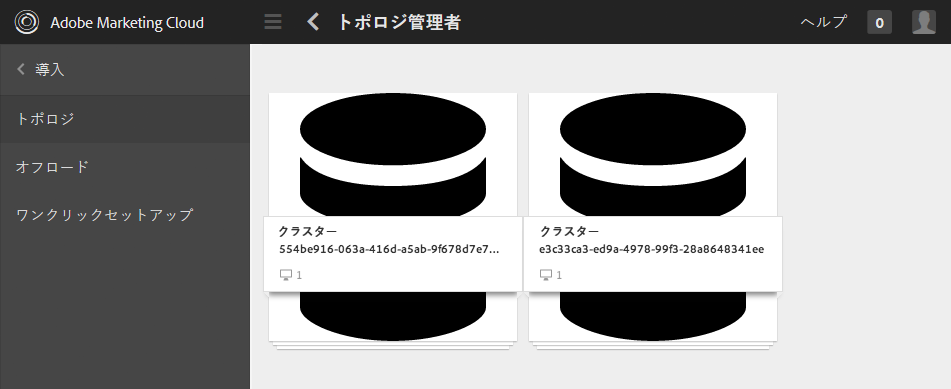 Adobe Marketing Cloud
トポロジ管理者
ヘルプ
0
導入
トポロジ
オフロード
ワンクリックセットアップ
クラスター
554be916-063a-416d-a5ab-9f678d7e7...
1
クラスター
e3c33ca3-ed9a-4978-99f3-28a8648341ee
1